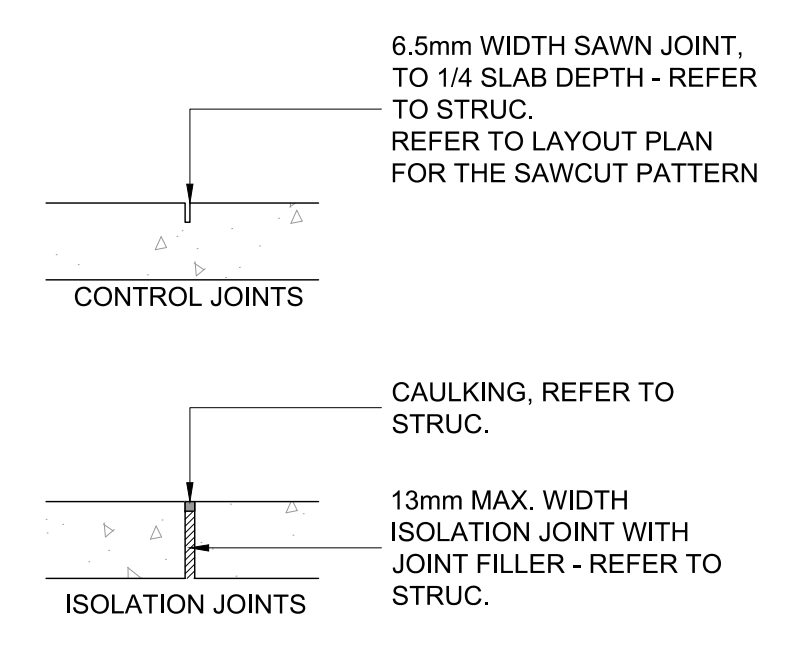 6.5mm WIDTH SAWN JOINT,
TO 1/4 SLAB DEPTH - REFER
TO STRUC.
REFER TO LAYOUT PLAN
FOR THE SAWCUT PATTERN
CONTROL JOINTS
CAULKING, REFER TO
STRUC.
13mm MAX. WIDTH
ISOLATION JOINT WITH
JOINT FILLER - REFER TO
STRUC.
ISOLATION JOINTS